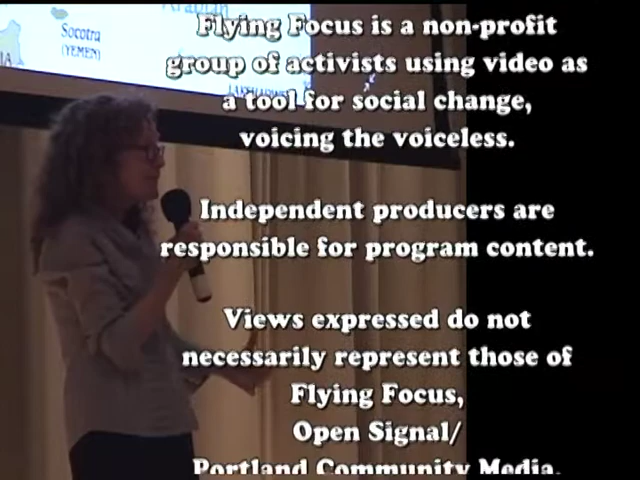 Socotra
(YEMEN)
Flying Focus is a non-profit
group of activists using video as
a tool for social change,
voicing the voiceless.
Independent producers are
responsible for program content.
Views expressed do not
necessarily represent those of
Flying Focus,
Open Signal/
Portland Community Media.